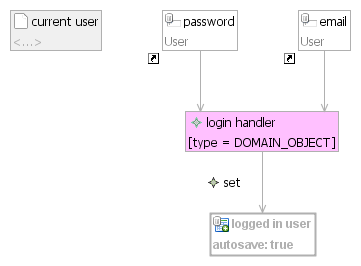 current user
<...>
password
User
email
User
login handler
[type = DOMAIN_OBJECT]
set
logged in user
autosave: true